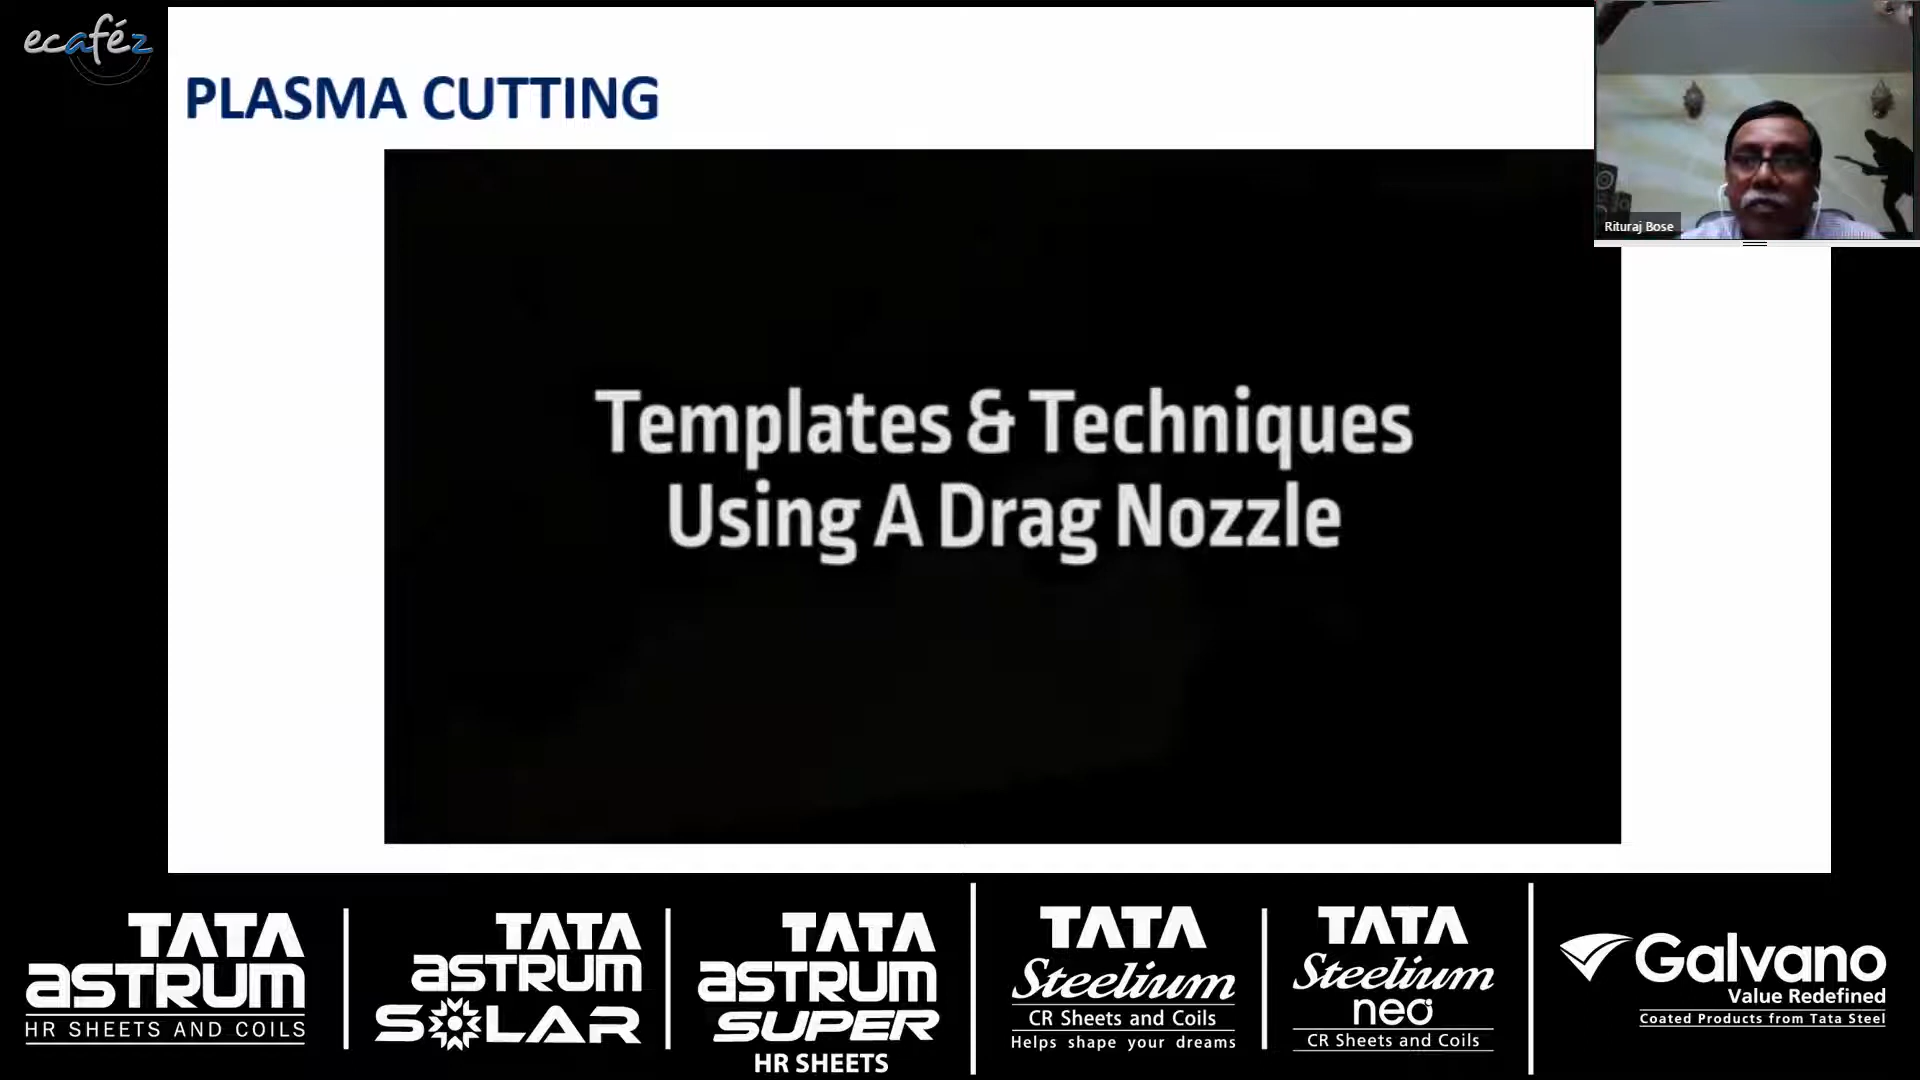 ecaféz
PLASMA CUTTING
Rituraj Bose
Templates & Techniques
Using A Drag Nozzle
TATA
ASTRUM
HR SHEETS AND COILS
TATA
ASTRUM
SOLAR
TATA
ASTRUM
SUPER
HR SHEETS
TATA
Steelium
CR Sheets and Coils
Helps shape your dreams
TATA
Steelium
neo
CR Sheets and Coils
Galvano
Value Redefined
Coated Products from Tata Steel